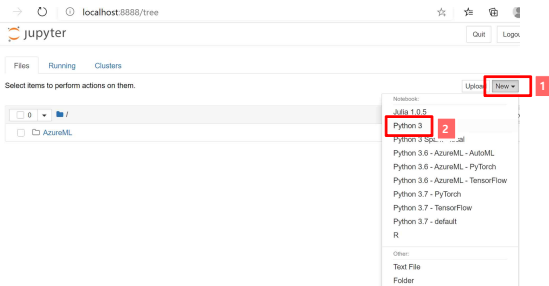 localhost:8888/tree
jupyter
Quit
Files
Running
Clusters
Select items to perform actions on them.
Upload
New
1
0
/
AzureML
Notebook:
Julia 1.0.5
Python 3
2
Python 3
Python 3.6 - AzureML - AutoML
Python 3.6 - AzureML - PyTorch
Python 3.6 - AzureML - TensorFlow
Python 3.7 - PyTorch
Python 3.7 - TensorFlow
Python 3.7 - default
R
Other:
Text File
Folder